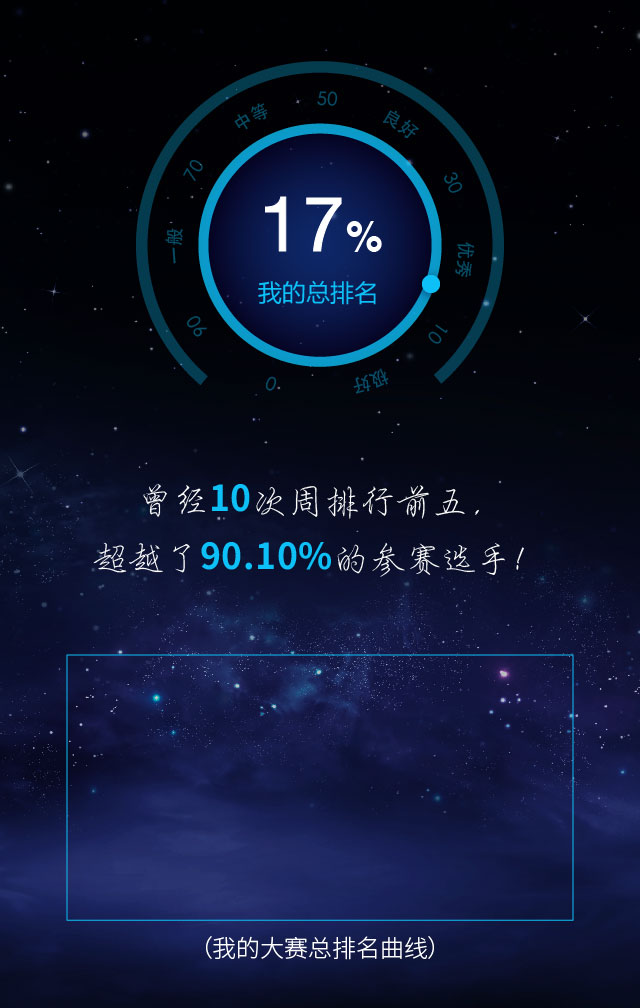 50
中等
良好
70
30
一般
优秀
90
10
0
极好
17%
我的总排名
曾经10次周排行前五，
超越了90.10%的参赛选手！
（我的大赛总排名曲线）